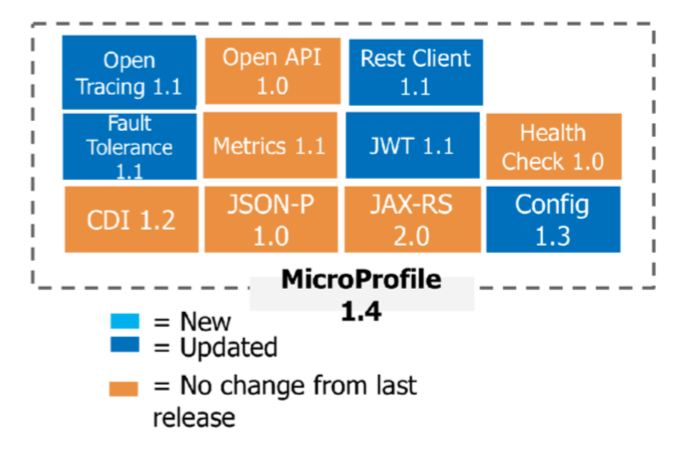 Open
Tracing 1.1
Open API
1.0
Rest Client
1.1
Fault
Tolerance
1.1
Metrics 1.1
JWT 1.1
Health
Check 1.0
CDI 1.2
JSON-P
1.0
JAX-RS
2.0
Config
1.3
MicroProfile
1.4
= New
= Updated
= No change from last
release